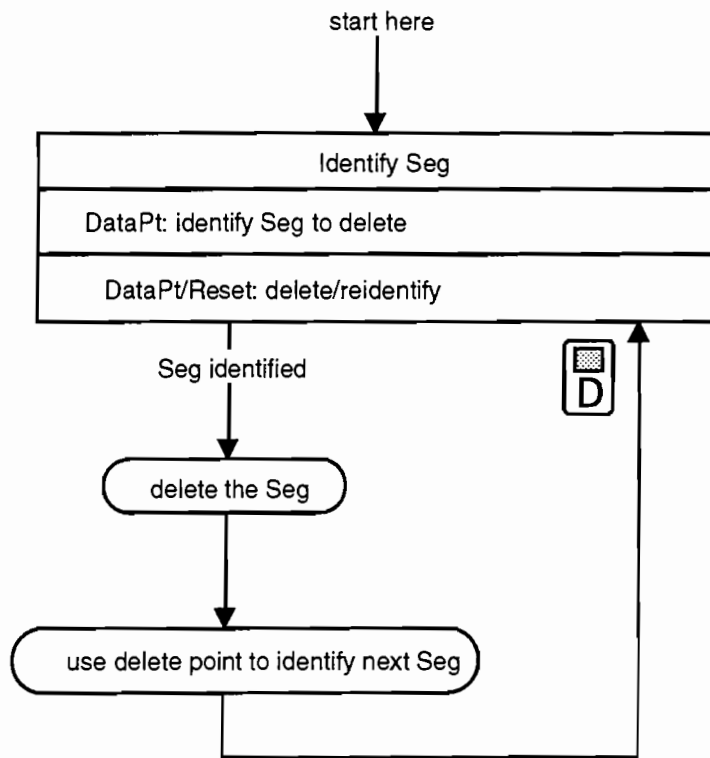 start here
Identify Seg
DataPt: identify Seg to delete
DataPt/Reset: delete/reidentify
Seg identified
D
delete the Seg
use delete point to identify next Seg